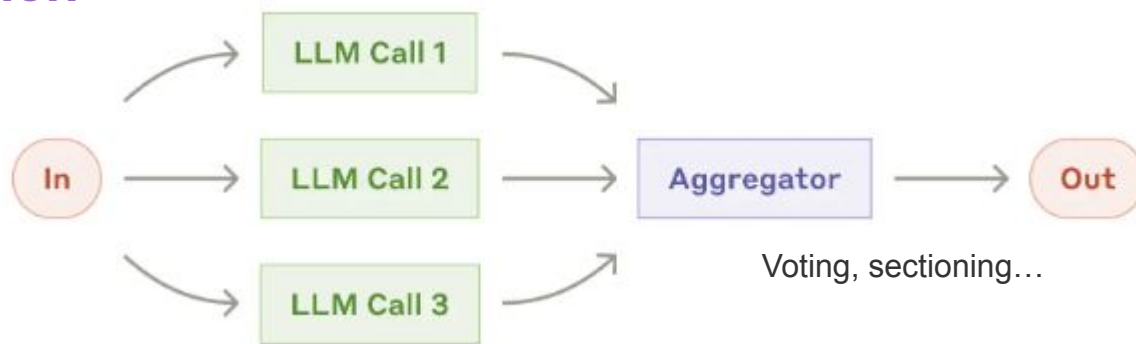 LLM Call 1
In
LLM Call 2
Aggregator
Out
Voting, sectioning…
LLM Call 3